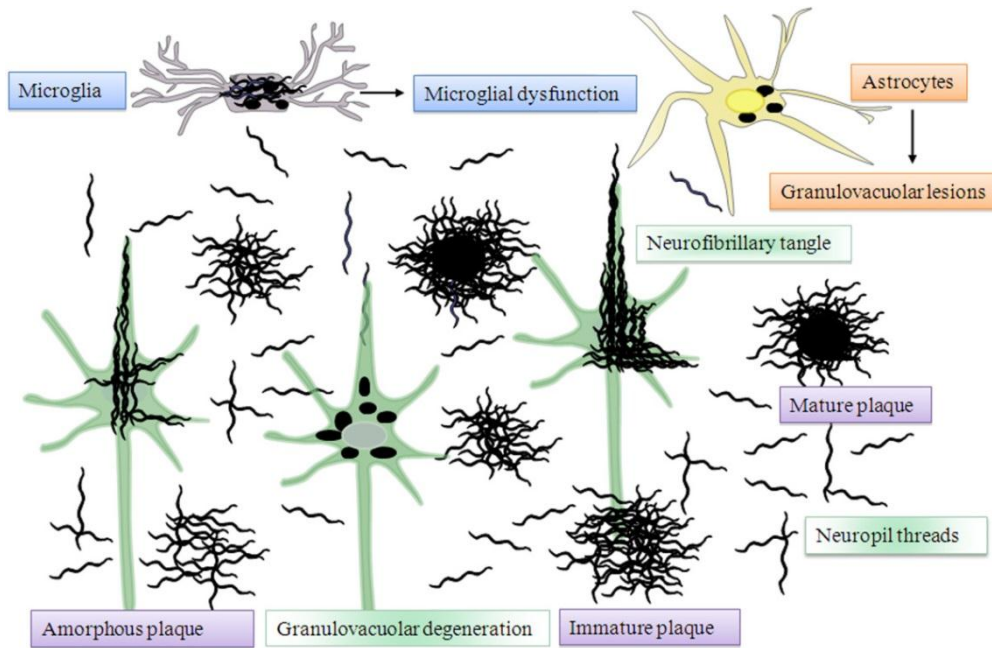 Microglia
Microglial dysfunction
Astrocytes
Granulovacuolar lesions
Neurofibrillary tangle
Mature plaque
Neuropil threads
Amorphous plaque
Granulovacuolar degeneration
Immature plaque